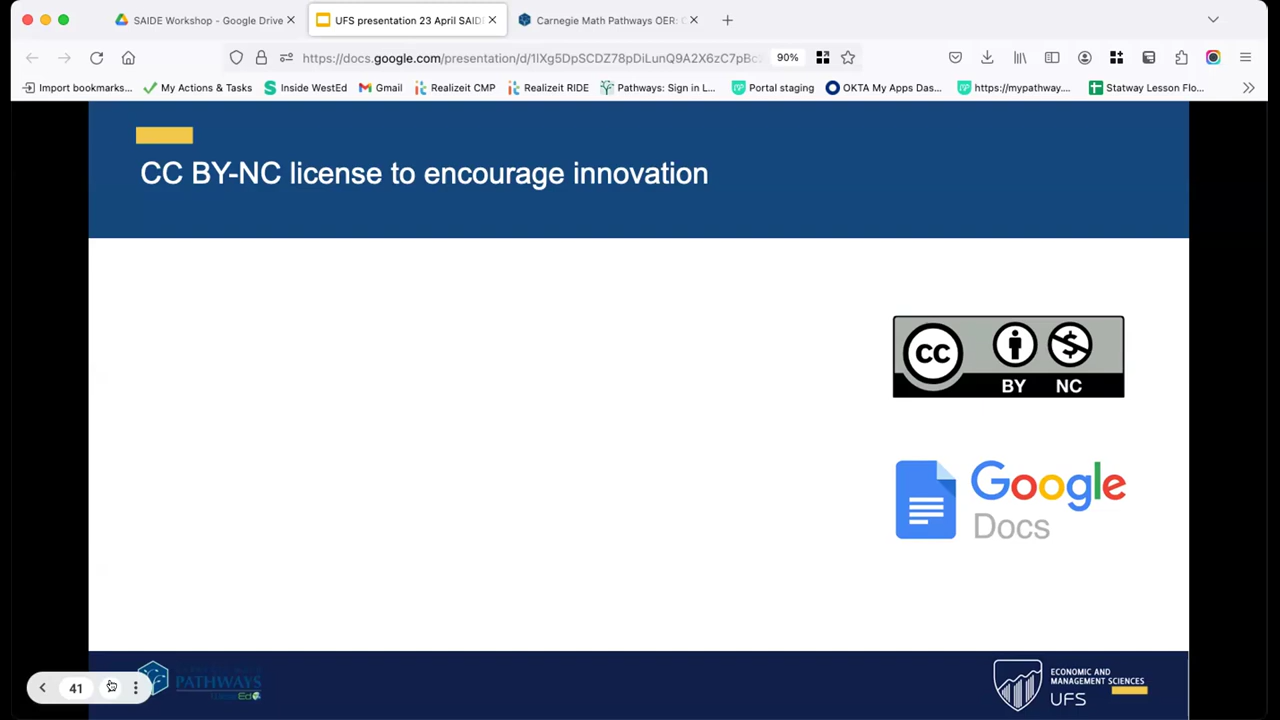 SAIDE Workshop - Google Drive
UFS presentation 23 April SAID
Carnegie Math Pathways OER:
https://docs.google.com/presentation/d/1lXg5DpSCDZ78pDiLunQ9A2X6zC7pBc
90%
Import bookmarks...
My Actions & Tasks
Inside WestEd
Gmail
Realizeit CMP
Realizeit RIDE
Pathways: Sign in L...
Portal staging
OKTA My Apps Das...
https://mypathway....
Statway Lesson Flo...
CC BY-NC license to encourage innovation
CC
BY NC
Google
Docs
41
PATHWAYS
ECONOMIC AND
MANAGEMENT SCIENCES
UFS